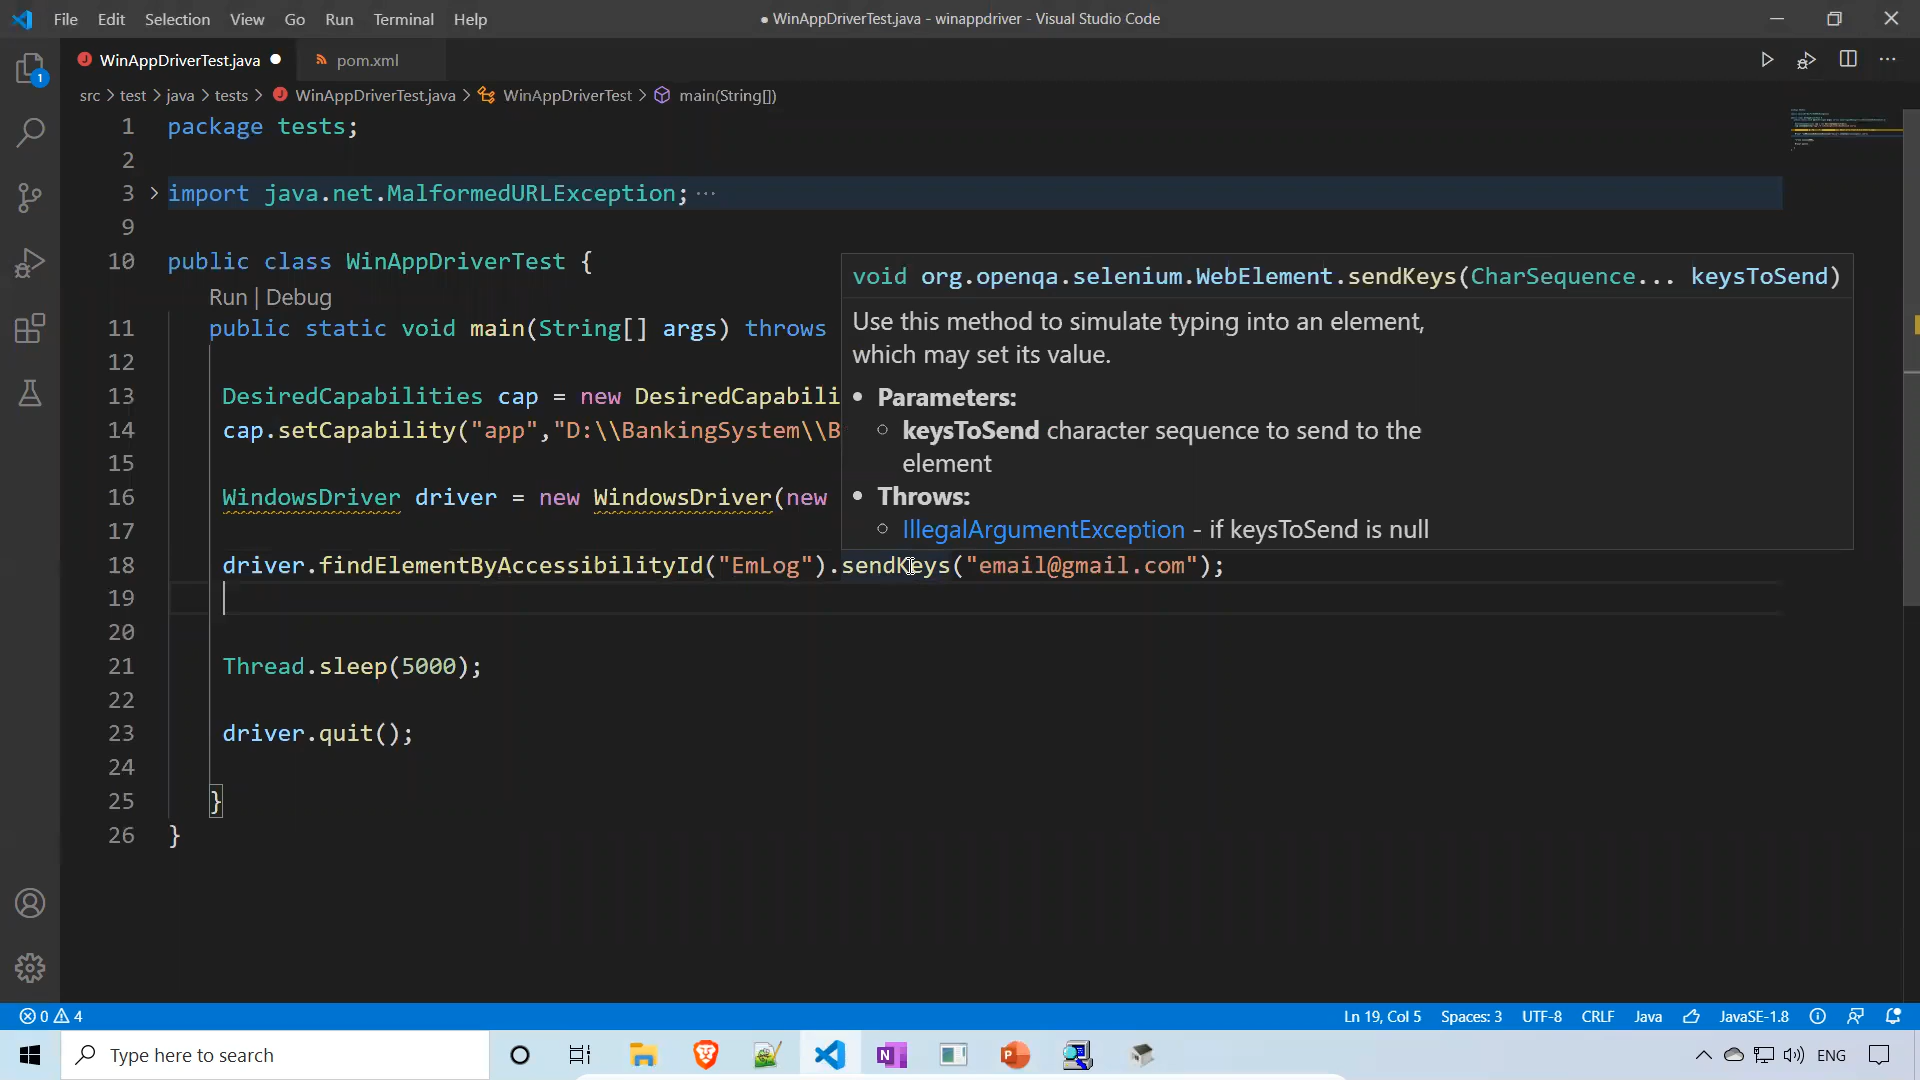 File Edit Selection View Go Run Terminal Help
● WinAppDriverTest.java - winappdriver - Visual Studio Code
WinAppDriverTest.java ●
pom.xml
src > test > java > tests > WinAppDriverTest.java > WinAppDriverTest > main(String[])
1 package tests;
2
3 import java.net.MalformedURLException; ···
9
10 public class WinAppDriverTest {
Run | Debug
11 public static void main(String[] args) throws
12
13 DesiredCapabilities cap = new DesiredCapabili
14 cap.setCapability("app","D:\\BankingSystem\\B
15
16 WindowsDriver driver = new WindowsDriver(new
17
18 driver.findElementByAccessibilityId("EmLog").sendKeys("email@gmail.com");
19
20
21 Thread.sleep(5000);
22
23 driver.quit();
24
25 }
26 }
void org.openqa.selenium.WebElement.sendKeys(CharSequence... keysToSend)
Use this method to simulate typing into an element,
which may set its value.
• Parameters:
○ keysToSend character sequence to send to the
element
• Throws:
○ IllegalArgumentException - if keysToSend is null
1
0 4
Ln 19, Col 5 Spaces: 3 UTF-8 CRLF Java JavaSE-1.8
Type here to search
ENG